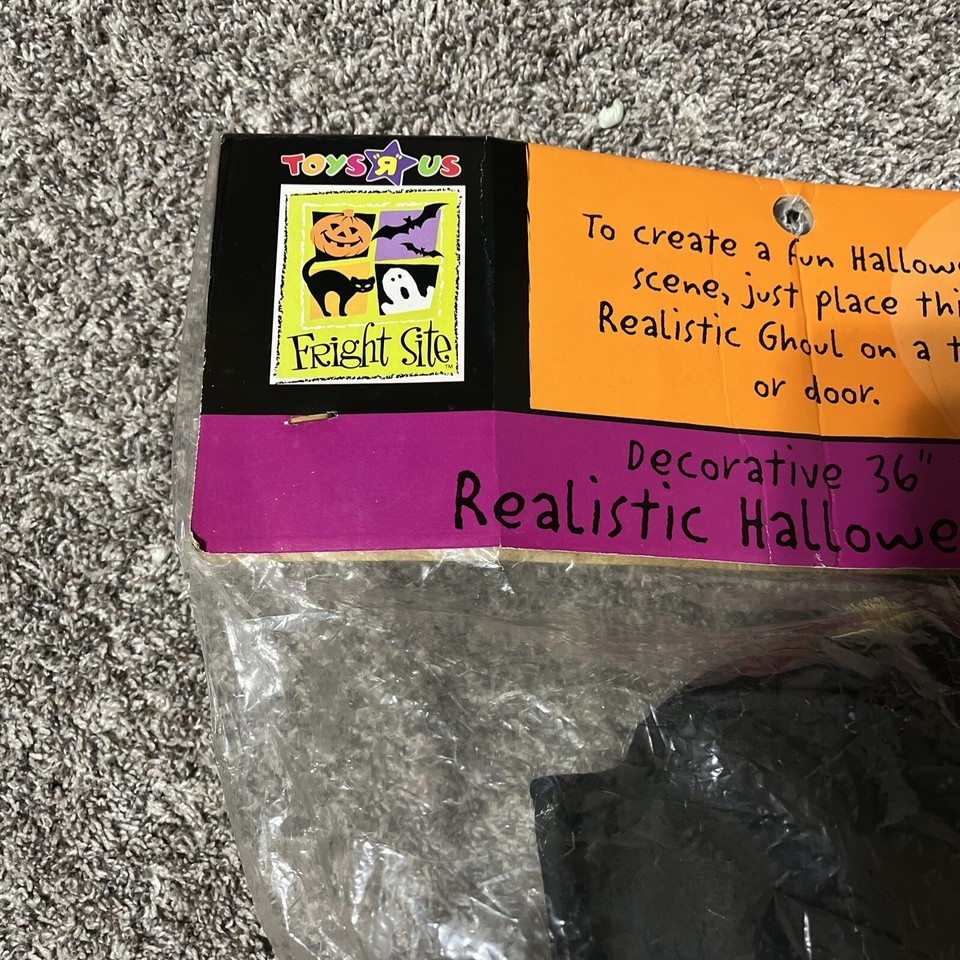 TOYS "R" US
Fright Site™
To create a fun Hallow
scene, just place thi
Realistic Ghoul on a t
or door.
Decorative 36"
Realistic Hallowe